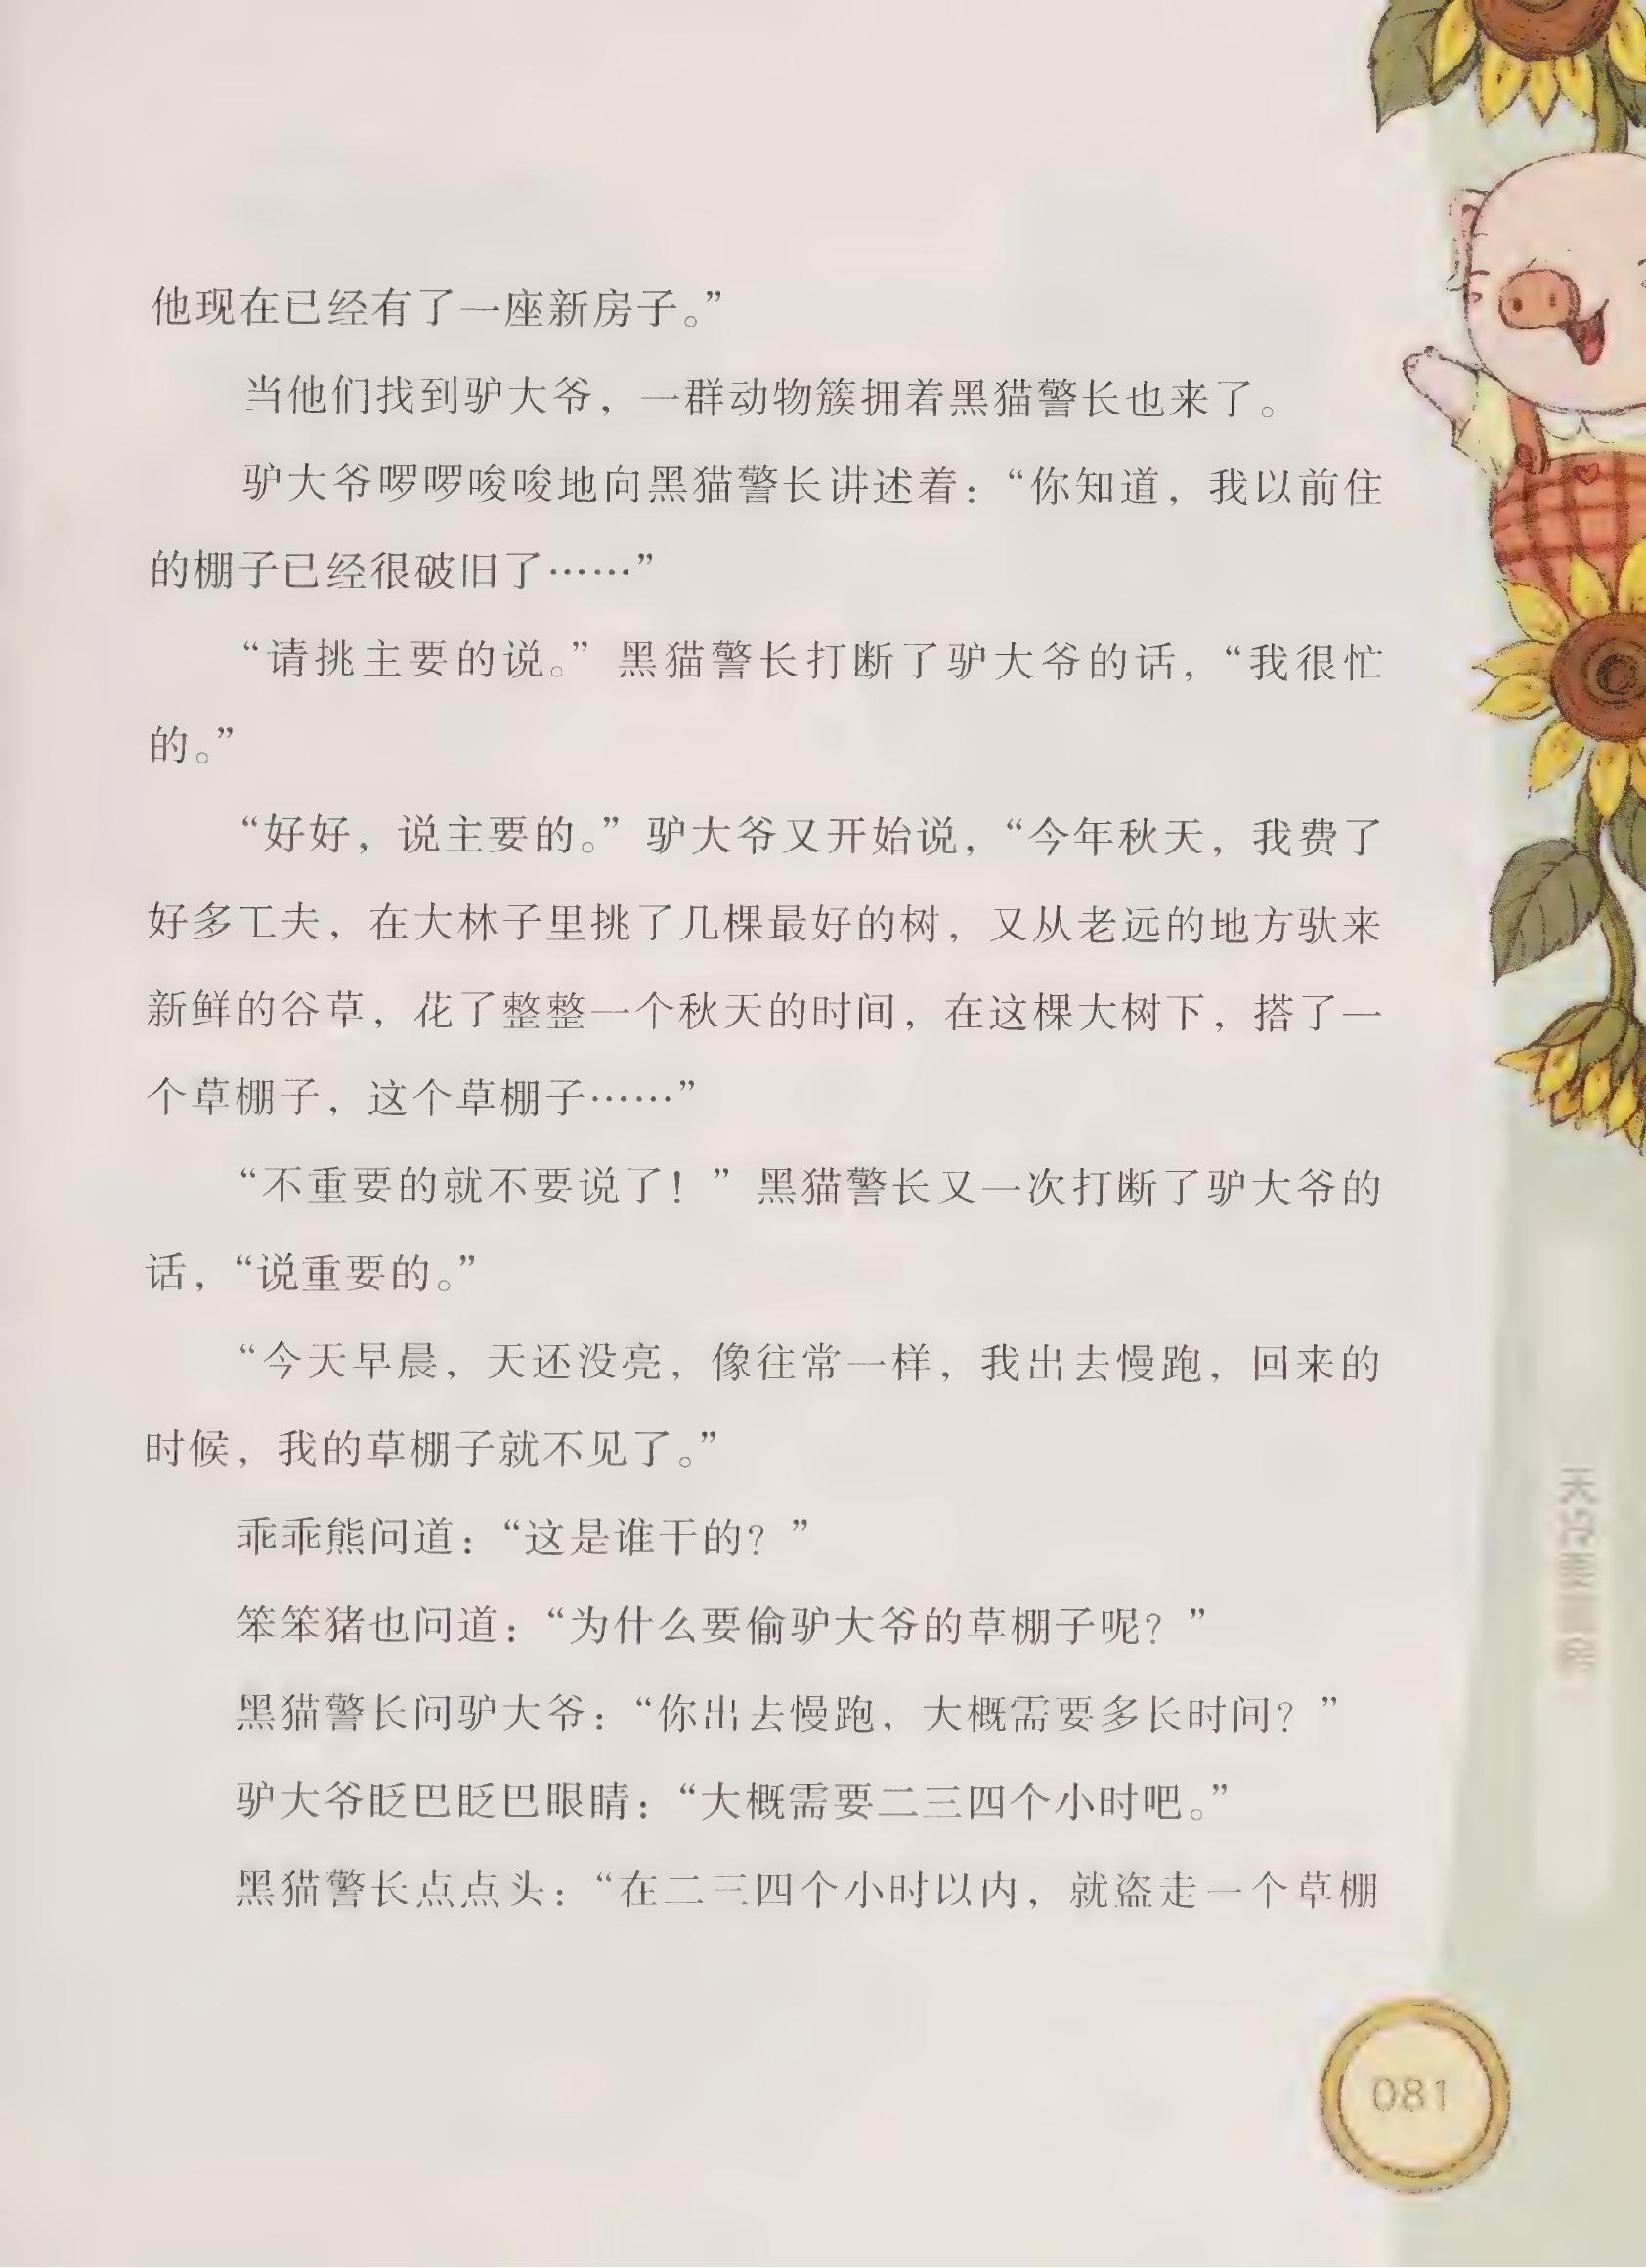 他现在已经有了一座新房子。”
当他们找到驴大爷，一群动物簇拥着黑猫警长也来了。
驴大爷啰啰唆唆地向黑猫警长讲述着：“你知道，我以前住
的棚子已经很破旧了……”
“请挑主要的说。”黑猫警长打断了驴大爷的话，“我很忙
的。”
“好好，说主要的。”驴大爷又开始说，“今年秋天，我费了
好多工夫，在大林子里挑了几棵最好的树，又从老远的地方驮来
新鲜的谷草，花了整整一个秋天的时间，在这棵大树下，搭了一
个草棚子，这个草棚子……”
“不重要的就不要说了！”黑猫警长又一次打断了驴大爷的
话，“说重要的。”
“今天早晨，天还没亮，像往常一样，我出去慢跑，回来的
时候，我的草棚子就不见了。”
乖乖熊问道：“这是谁干的？”
笨笨猪也问道：“为什么要偷驴大爷的草棚子呢？”
黑猫警长问驴大爷：“你出去慢跑，大概需要多长时间？”
驴大爷眨巴眨巴眼睛：“大概需要二三四个小时吧。”
黑猫警长点点头：“在二三四个小时以内，就盗走一个草棚
天冷要
081